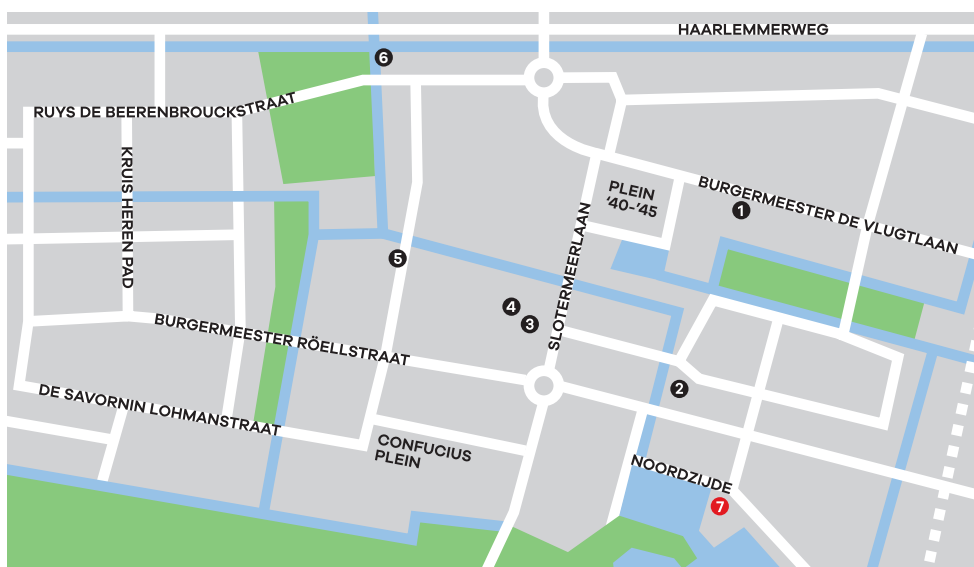 HAARLEMMERWEG
6
RUYS DE BEERENBROUCKSTRAAT
KRUIS HEREN PAD
PLEIN
'40-'45
BURGERMEESTER DE VLUGTLAAN
1
SLOTERMEERLAAN
5
4
3
BURGERMEESTER RÖELLSTRAAT
2
DE SAVORNIN LOHMANSTRAAT
CONFUCIUS
PLEIN
NOORDZIJDE
7